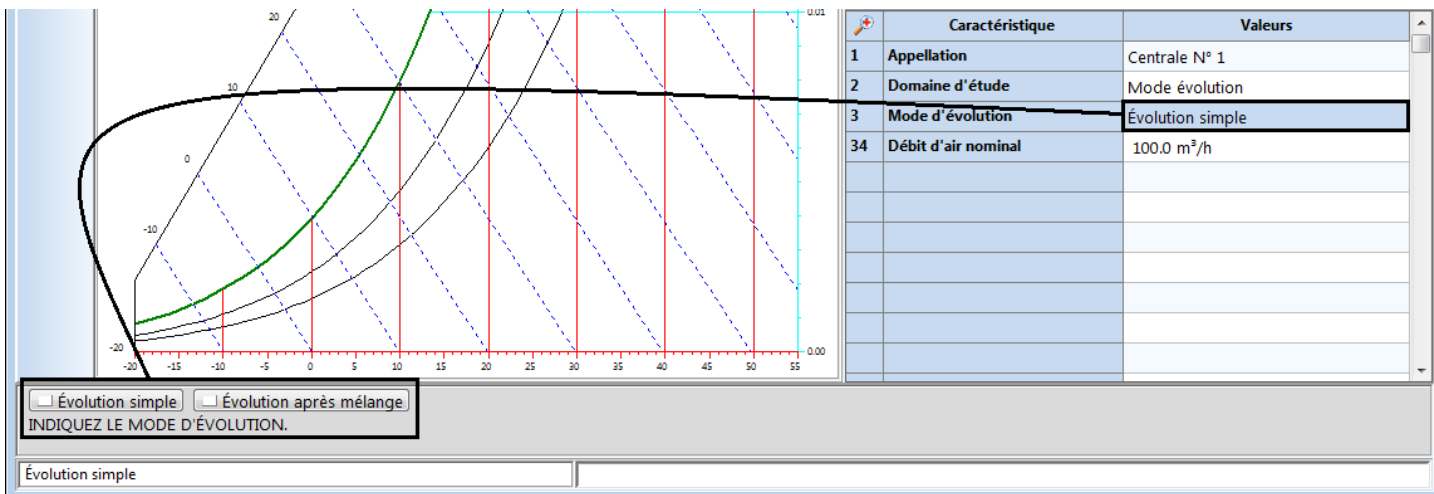 20
10
0
-10
-20
0.01
0.00
-20 -15 -10 -5 0 5 10 15 20 25 30 35 40 45 50 55
Caractéristique Valeurs
1 Appellation Centrale N° 1
2 Domaine d'étude Mode évolution
3 Mode d'évolution Évolution simple
34 Débit d'air nominal 100.0 m³/h
Évolution simple Évolution après mélange
INDIQUEZ LE MODE D'ÉVOLUTION.
Évolution simple